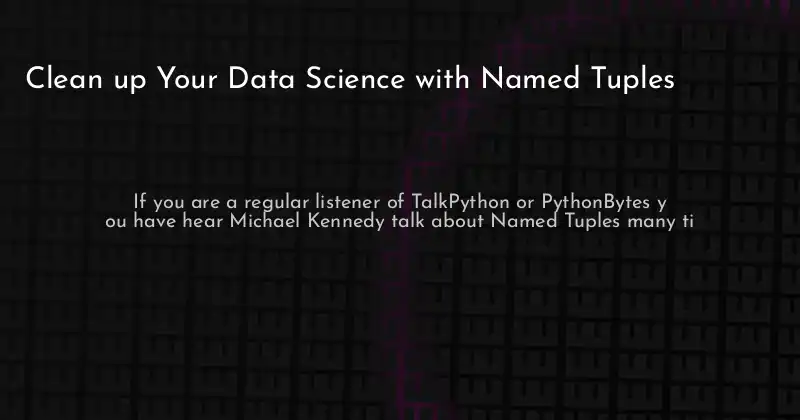 Clean up Your Data Science with Named Tuples
If you are a regular listener of TalkPython or PythonBytes y
ou have hear Michael Kennedy talk about Named Tuples many ti